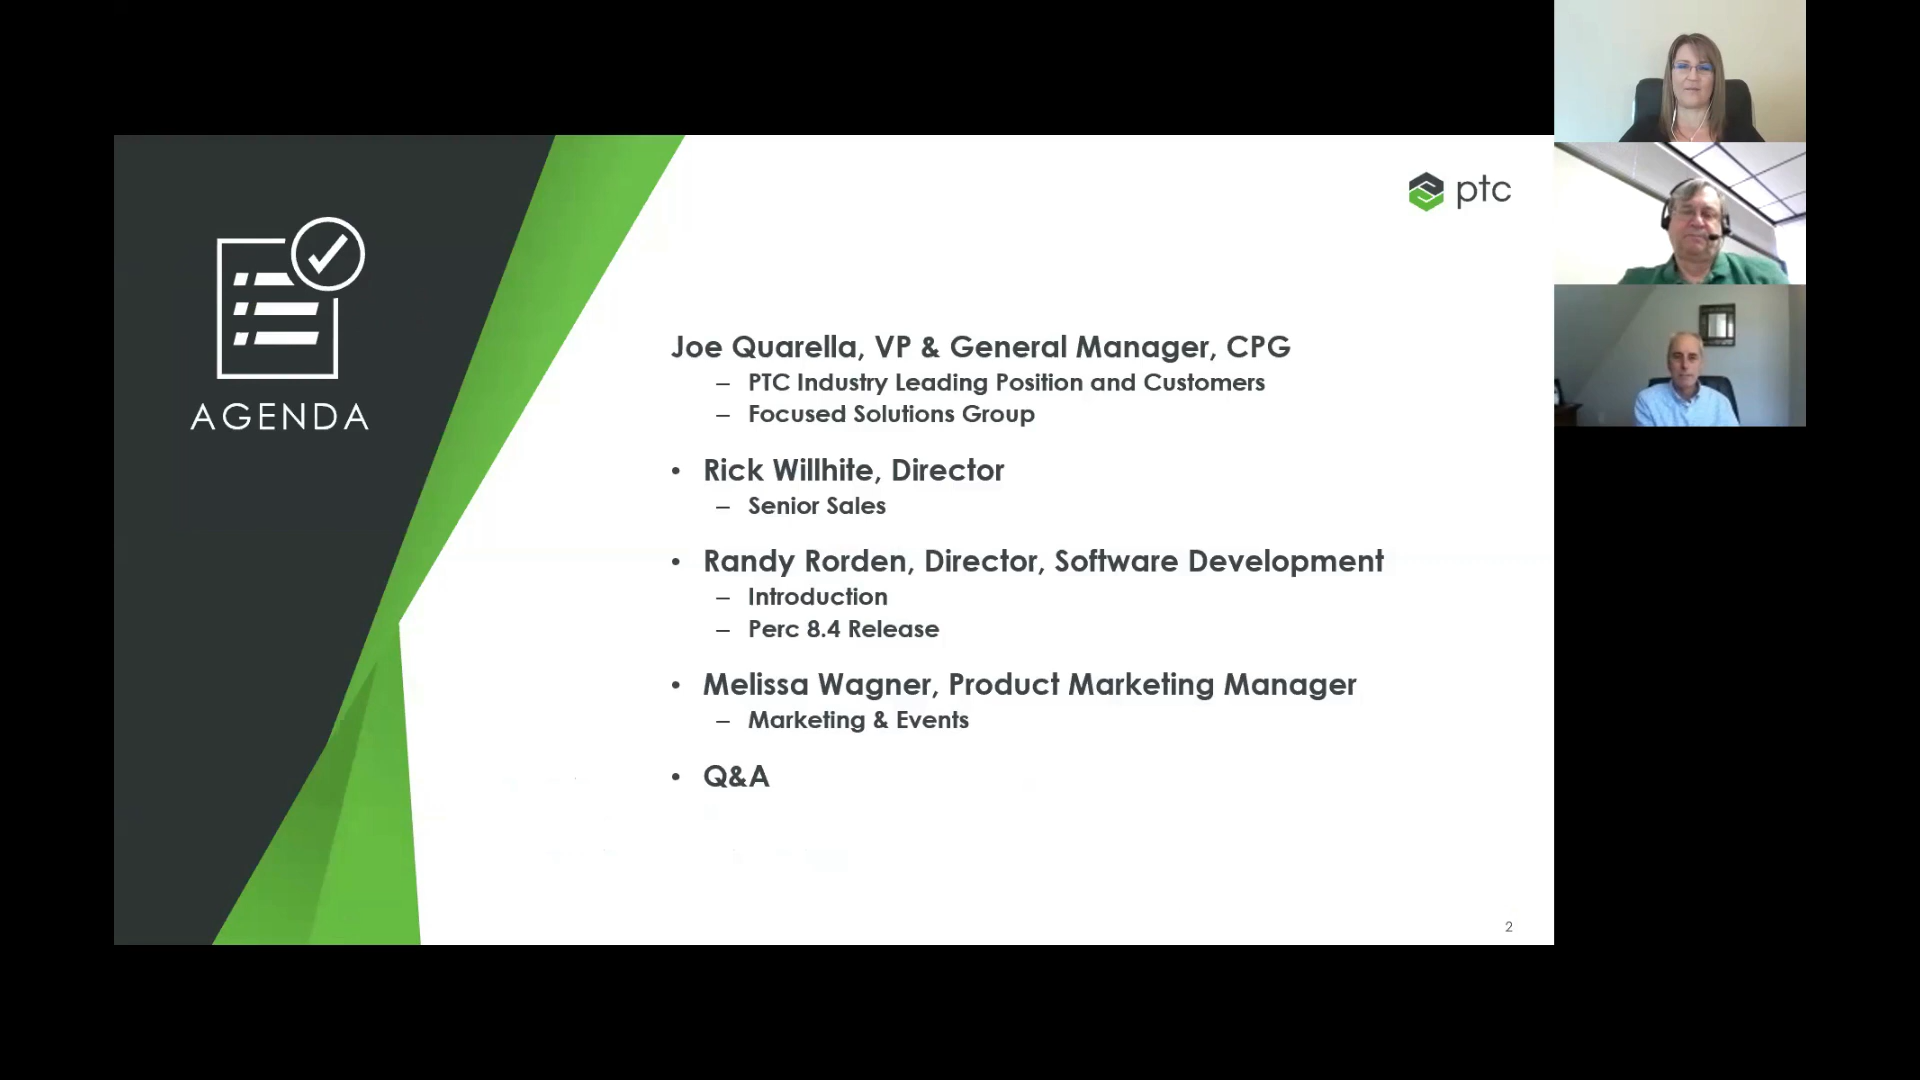 ptc
AGENDA
Joe Quarella, VP & General Manager, CPG
– PTC Industry Leading Position and Customers
– Focused Solutions Group
• Rick Willhite, Director
– Senior Sales
• Randy Rorden, Director, Software Development
– Introduction
– Perc 8.4 Release
• Melissa Wagner, Product Marketing Manager
– Marketing & Events
• Q&A
2